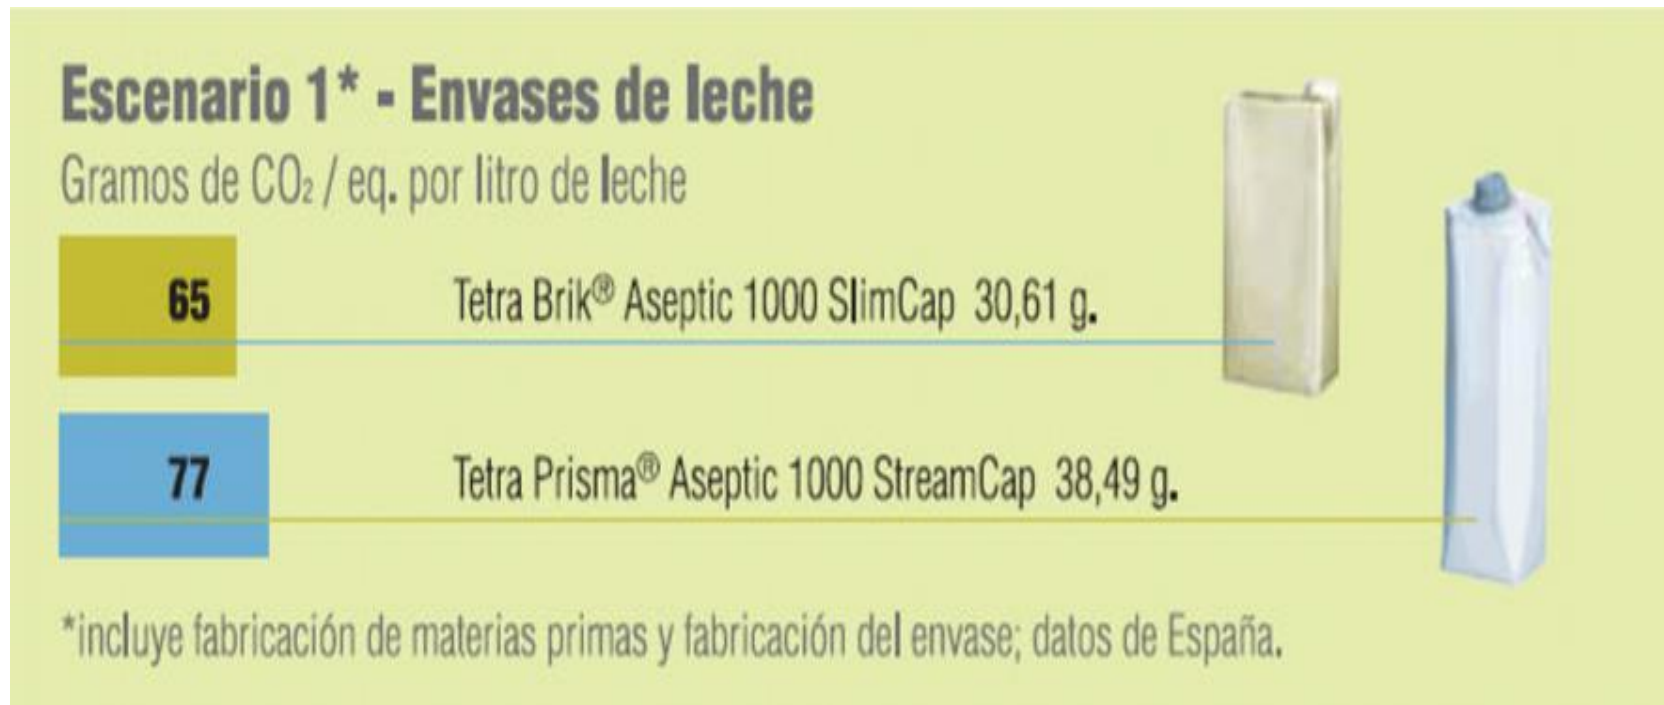 Escenario 1* - Envases de leche
Gramos de CO₂ / eq. por litro de leche
65 Tetra Brik® Aseptic 1000 SlimCap 30,61 g.
77 Tetra Prisma® Aseptic 1000 StreamCap 38,49 g.
*incluye fabricación de materias primas y fabricación del envase; datos de España.